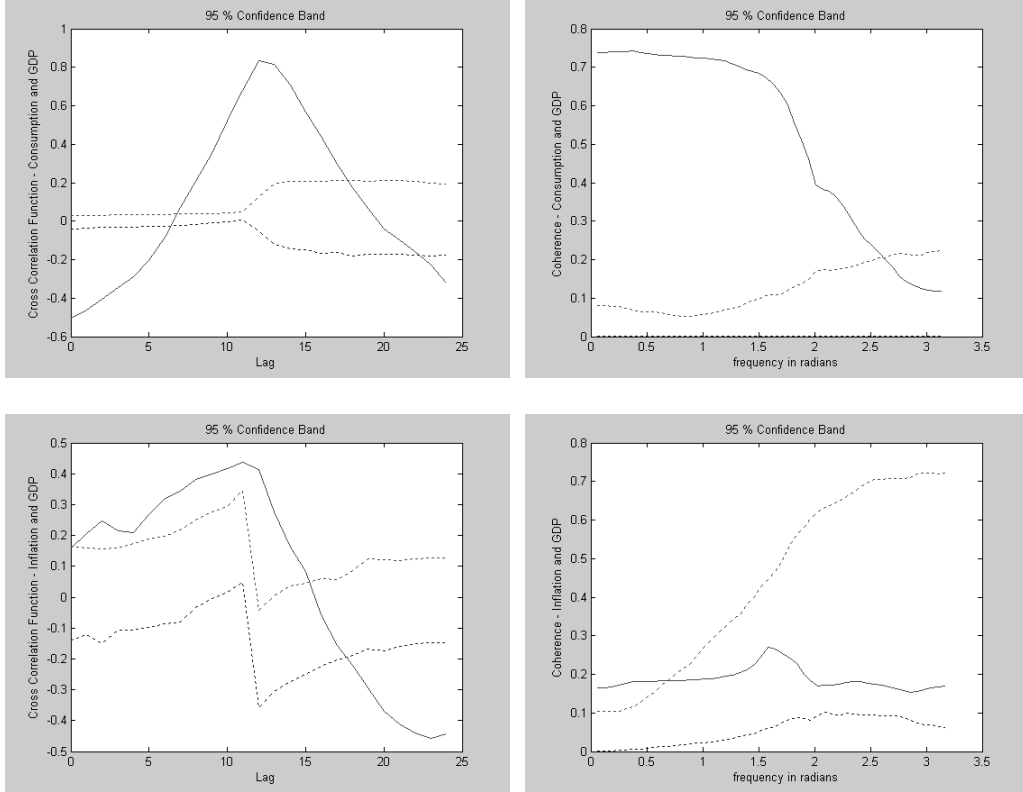 95 % Confidence Band
Cross Correlation Function - Consumption and GDP
1
0.8
0.6
0.4
0.2
0
-0.2
-0.4
-0.6
0 5 10 15 20 25
Lag
95 % Confidence Band
Coherence - Consumption and GDP
0.8
0.7
0.6
0.5
0.4
0.3
0.2
0.1
0
0 0.5 1 1.5 2 2.5 3 3.5
frequency in radians
95 % Confidence Band
Cross Correlation Function - Inflation and GDP
0.5
0.4
0.3
0.2
0.1
0
-0.1
-0.2
-0.3
-0.4
-0.5
0 5 10 15 20 25
Lag
95 % Confidence Band
Coherence - Inflation and GDP
0.8
0.7
0.6
0.5
0.4
0.3
0.2
0.1
0
0 0.5 1 1.5 2 2.5 3 3.5
frequency in radians